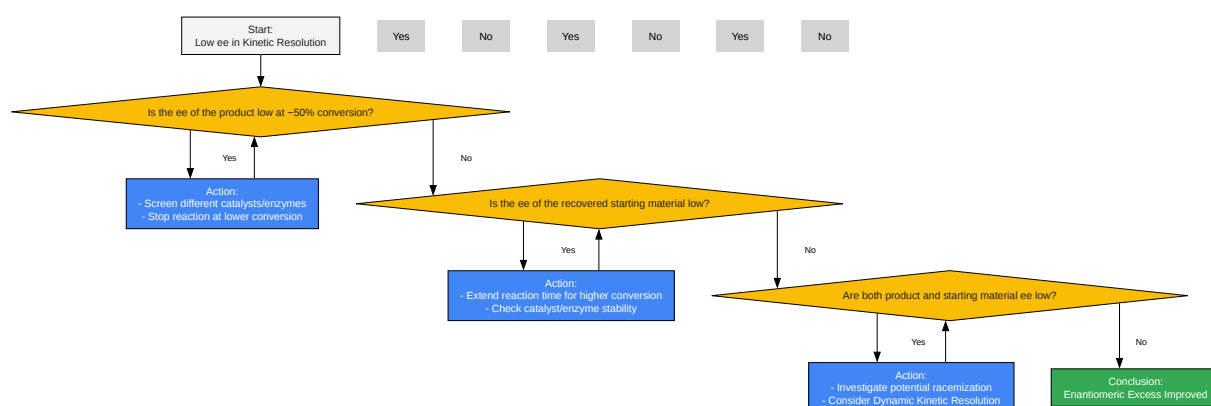 Start:
Low ee in Kinetic Resolution
Yes
No
Yes
No
Yes
No
Is the ee of the product low at ~50% conversion?
Yes
No
Action:
- Screen different catalysts/enzymes
- Stop reaction at lower conversion
Is the ee of the recovered starting material low?
Yes
No
Action:
- Extend reaction time for higher conversion
- Check catalyst/enzyme stability
Are both product and starting material ee low?
Yes
No
Action:
- Investigate potential racemization
- Consider Dynamic Kinetic Resolution
Conclusion:
Enantiomeric Excess Improved